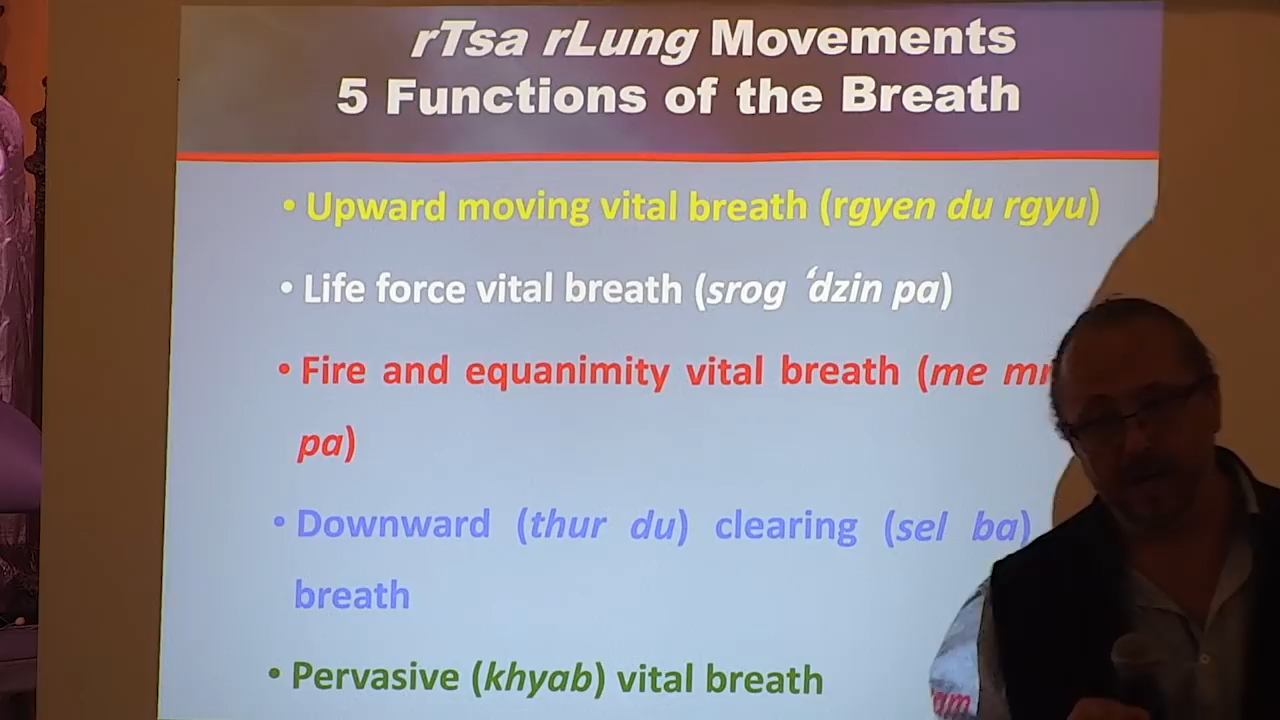 rTsa rLung Movements
5 Functions of the Breath
• Upward moving vital breath (rgyen du rgyu)
• Life force vital breath (srog ‘dzin pa)
• Fire and equanimity vital breath (me
pa)
• Downward (thur du) clearing (sel ba)
breath
• Pervasive (khyab) vital breath